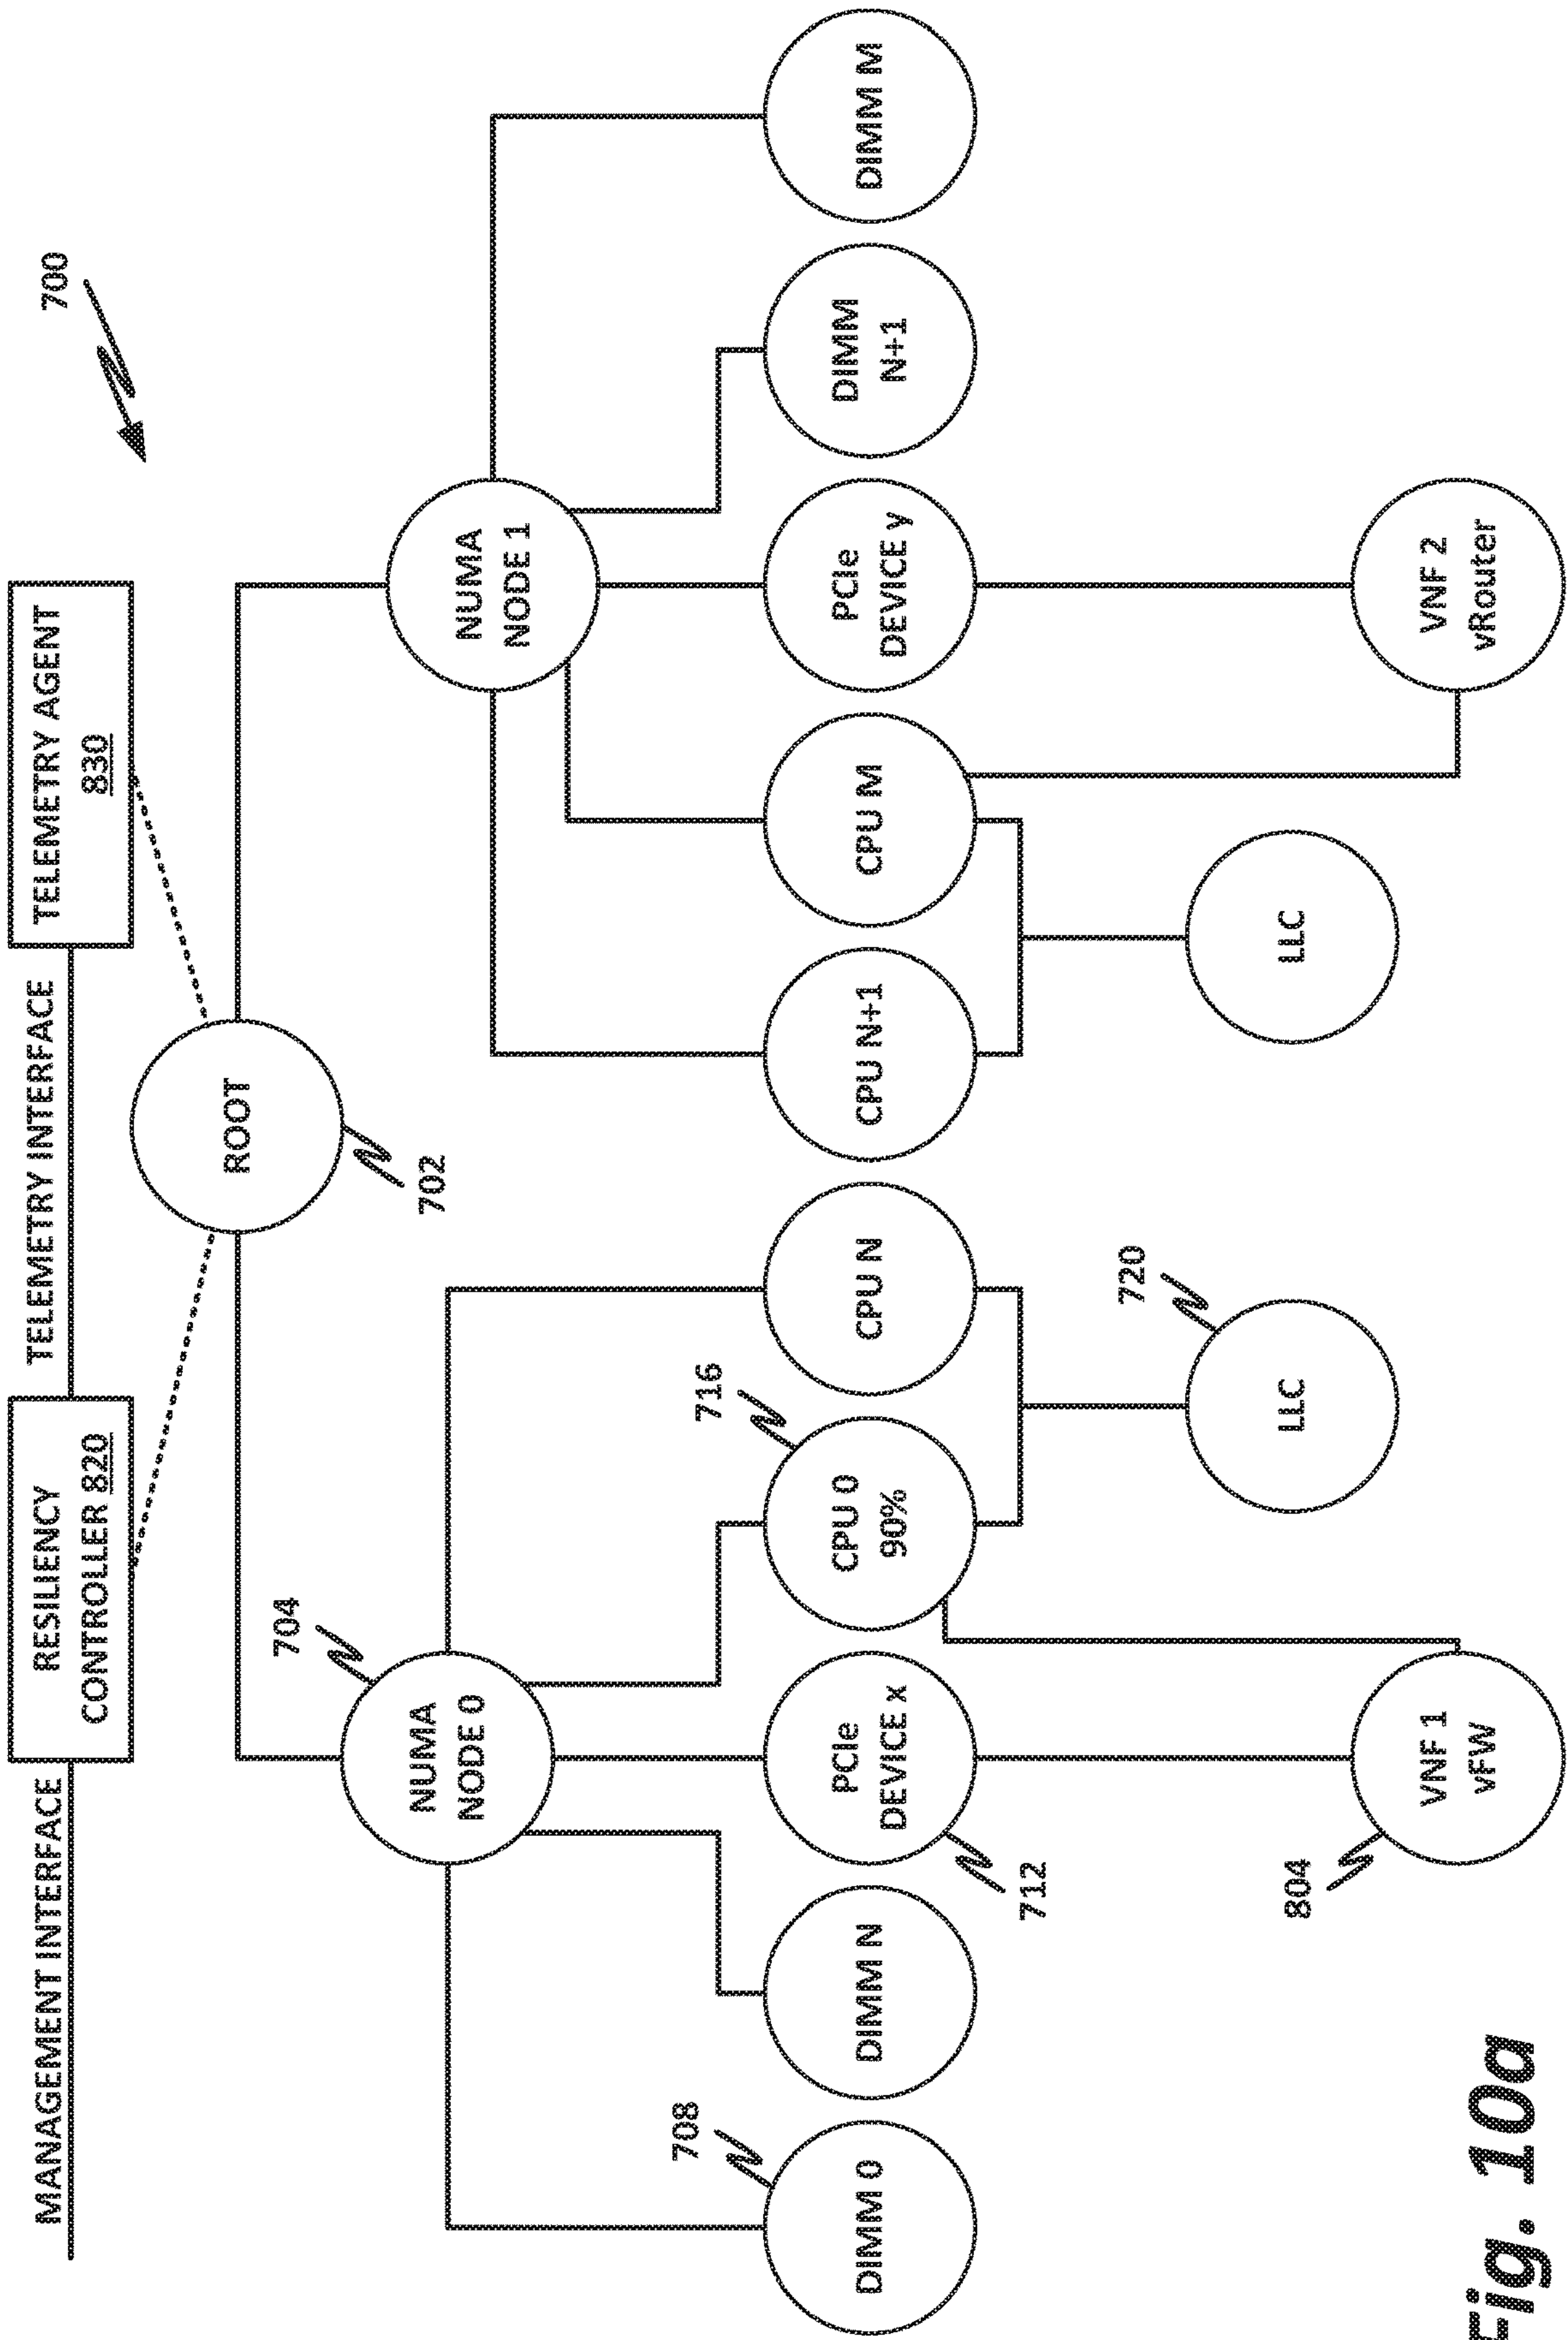 MANAGEMENT INTERFACE
RESILIENCY
CONTROLLER 820
TELEMETRY INTERFACE
TELEMETRY AGENT
830
700
ROOT
702
704
NUMA
NODE 0
NUMA
NODE 1
708
DIMM 0
DIMM N
PCIe
DEVICE x
712
716
CPU 0
90%
CPU N
CPU N+1
CPU M
PCIe
DEVICE y
DIMM
N+1
DIMM M
720
LLC
LLC
804
VNF 1
vFW
VNF 2
vRouter
Fig. 10a